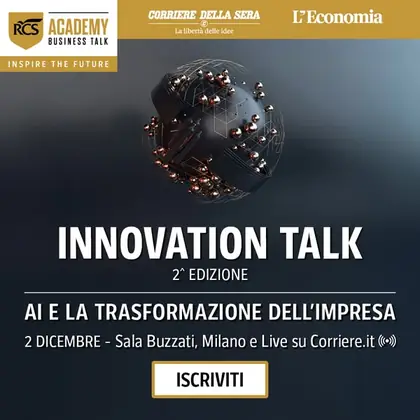 RCS
ACADEMY
BUSINESS TALK
INSPIRE THE FUTURE
CORRIERE DELLA SERA
La libertà delle idee
L'Economia
INNOVATION TALK
2^ EDIZIONE
AI E LA TRASFORMAZIONE DELL'IMPRESA
2 DICEMBRE - Sala Buzzati, Milano e Live su Corriere.it
ISCRIVITI